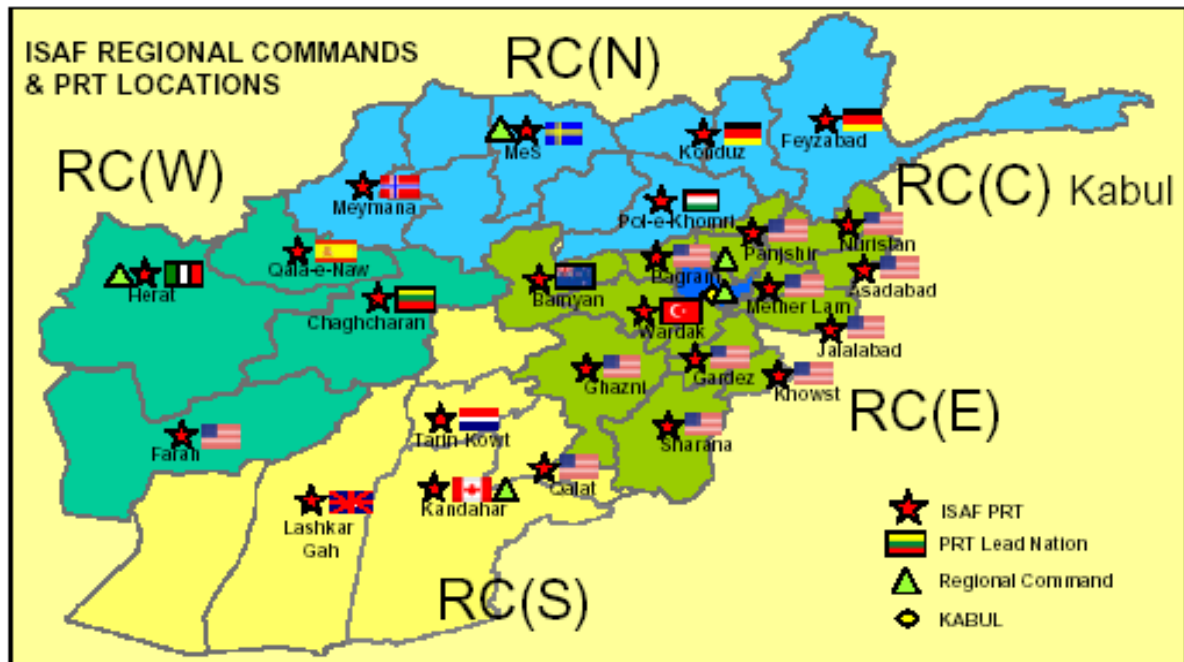 ISAF REGIONAL COMMANDS
& PRT LOCATIONS
RC(N)
RC(W)
RC(C) Kabul
MeS
Konduz
Feyzabad
Meymana
Pol-e-Khomri
Panjshir
Nuristan
Qala-e-Naw
Bagram
Herat
Bamyan
Mether Lam
Asadabad
Chaghcharan
Wardak
Jalalabad
Ghazni
Gardez
Khowst
RC(E)
Tarin Kowt
Sharana
Farah
Qalat
Kandahar
Lashkar
Gah
RC(S)
ISAF PRT
PRT Lead Nation
Regional Command
KABUL